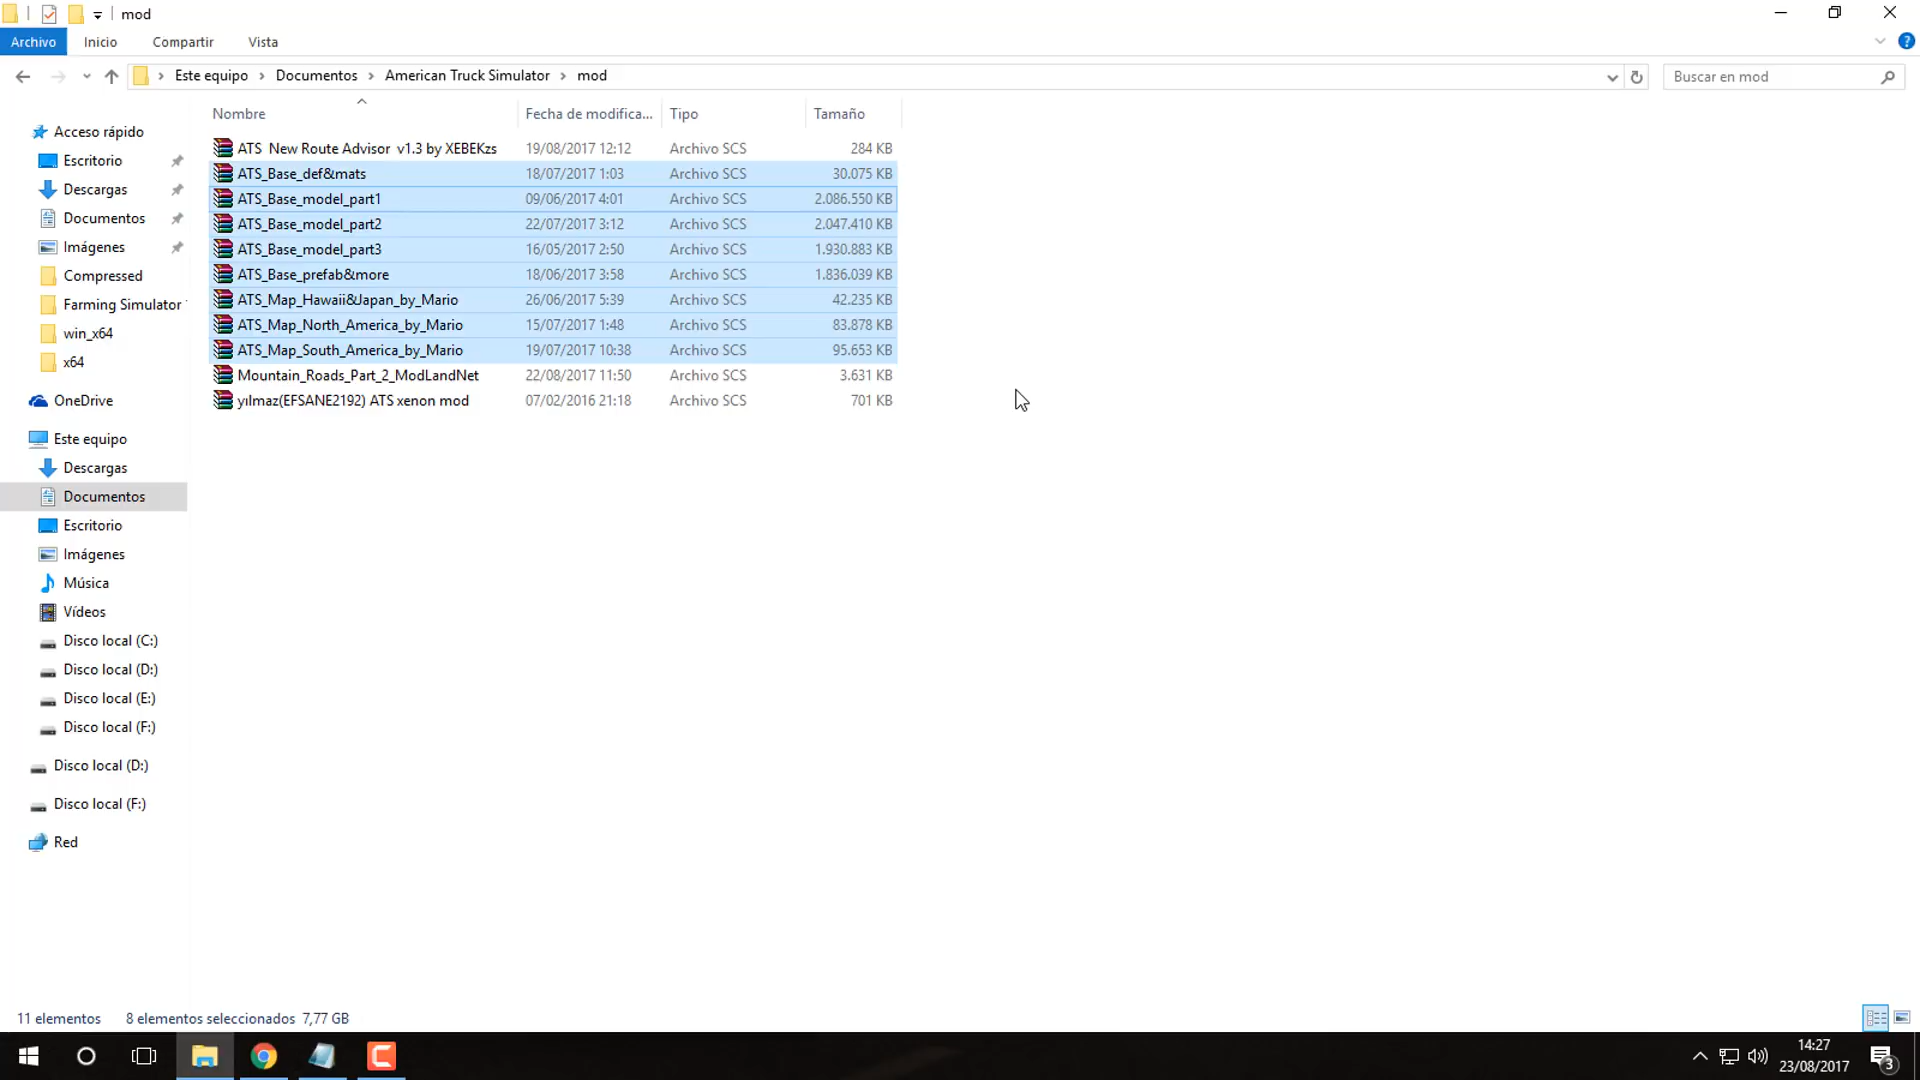 mod
Archivo Inicio Compartir Vista
Este equipo Documentos American Truck Simulator mod Buscar en mod
Nombre Fecha de modifica... Tipo Tamaño
ATS New Route Advisor v1.3 by XEBEKzs 19/08/2017 12:12 Archivo SCS 284 KB
ATS_Base_def&mats 18/07/2017 1:03 Archivo SCS 30.075 KB
ATS_Base_model_part1 09/06/2017 4:01 Archivo SCS 2.086.550 KB
ATS_Base_model_part2 22/07/2017 3:12 Archivo SCS 2.047.410 KB
ATS_Base_model_part3 16/05/2017 2:50 Archivo SCS 1.930.883 KB
ATS_Base_prefab&more 18/06/2017 3:58 Archivo SCS 1.836.039 KB
ATS_Map_Hawaii&Japan_by_Mario 26/06/2017 5:39 Archivo SCS 42.235 KB
ATS_Map_North_America_by_Mario 15/07/2017 1:48 Archivo SCS 83.878 KB
ATS_Map_South_America_by_Mario 19/07/2017 10:38 Archivo SCS 95.653 KB
Mountain_Roads_Part_2_ModLandNet 22/08/2017 11:50 Archivo SCS 3.631 KB
yılmaz(EFSANE2192) ATS xenon mod 07/02/2016 21:18 Archivo SCS 701 KB
Acceso rápido
Escritorio
Descargas
Documentos
Imágenes
Compressed
Farming Simulator
win_x64
x64
OneDrive
Este equipo
Descargas
Documentos
Escritorio
Imágenes
Música
Vídeos
Disco local (C:)
Disco local (D:)
Disco local (E:)
Disco local (F:)
Disco local (D:)
Disco local (F:)
Red
11 elementos 8 elementos seleccionados 7,77 GB
14:27
23/08/2017
3